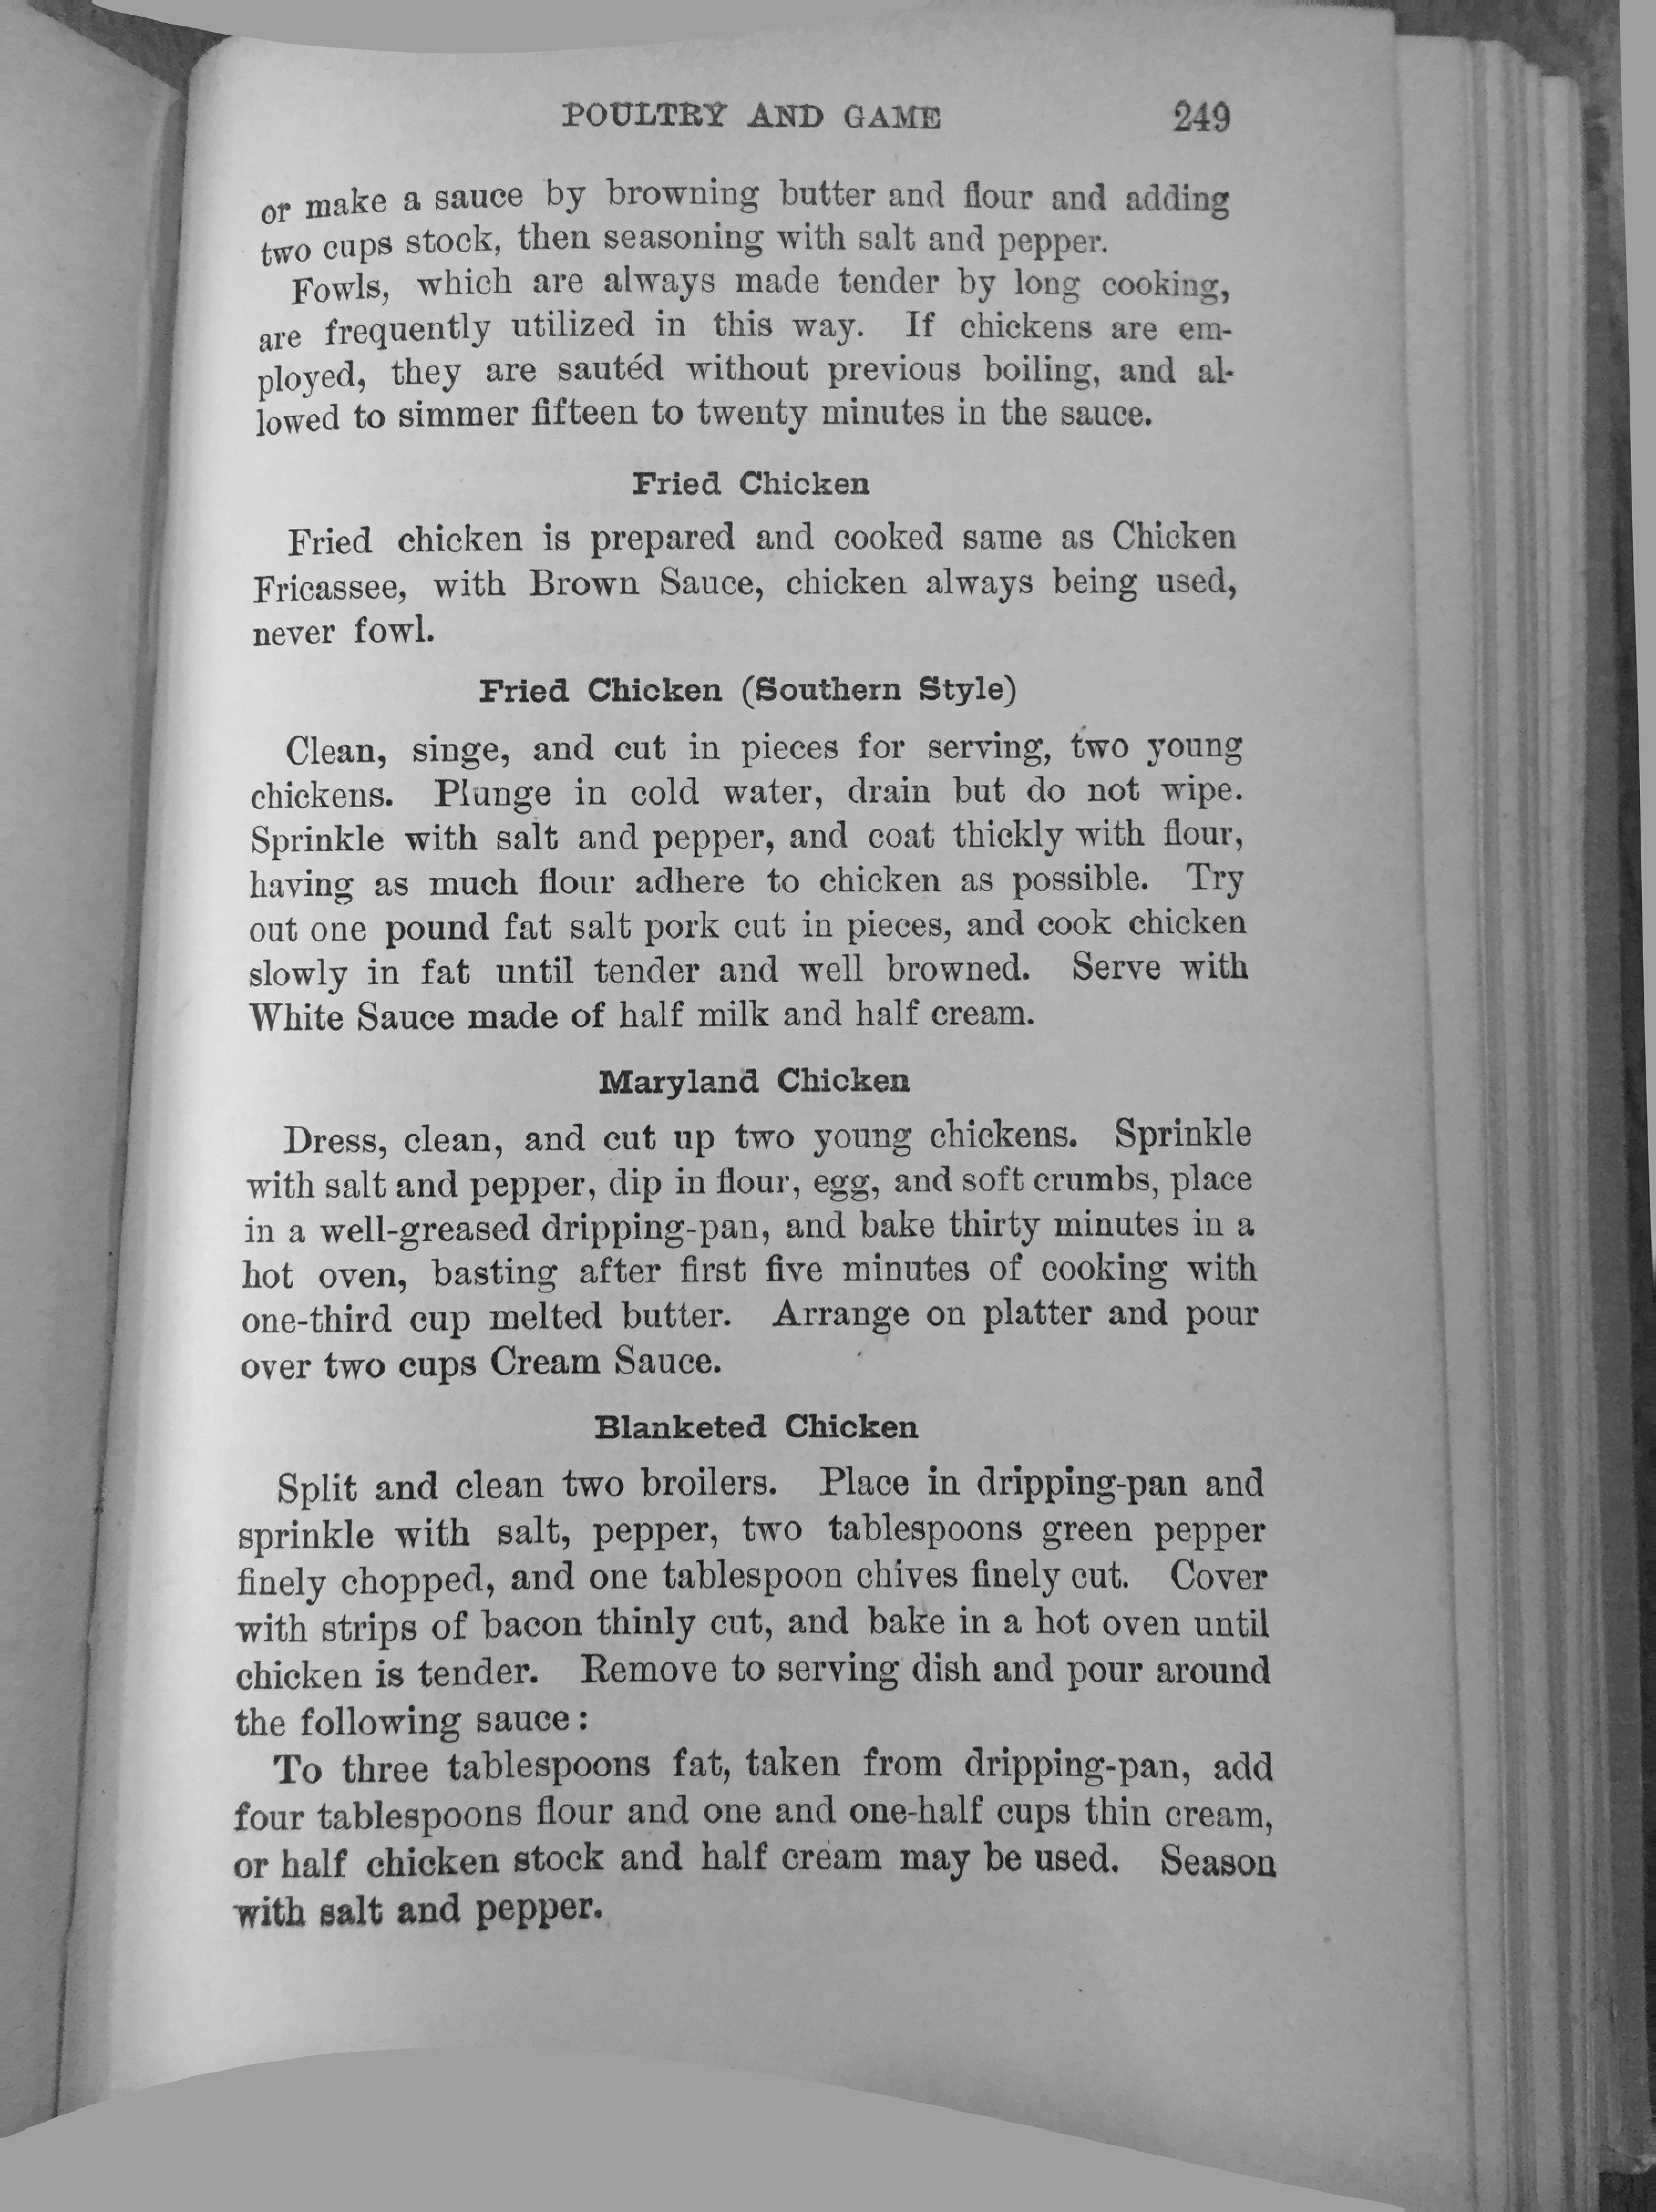 POULTRY AND GAME 249
or make a sauce by browning butter and flour and adding
two cups stock, then seasoning with salt and pepper.
Fowls, which are always made tender by long cooking,
are frequently utilized in this way. If chickens are em-
ployed, they are sautéd without previous boiling, and al-
lowed to simmer fifteen to twenty minutes in the sauce.
Fried Chicken
Fried chicken is prepared and cooked same as Chicken
Fricassee, with Brown Sauce, chicken always being used,
never fowl.
Fried Chicken (Southern Style)
Clean, singe, and cut in pieces for serving, two young
chickens. Plunge in cold water, drain but do not wipe.
Sprinkle with salt and pepper, and coat thickly with flour,
having as much flour adhere to chicken as possible. Try
out one pound fat salt pork cut in pieces, and cook chicken
slowly in fat until tender and well browned. Serve with
White Sauce made of half milk and half cream.
Maryland Chicken
Dress, clean, and cut up two young chickens. Sprinkle
with salt and pepper, dip in flour, egg, and soft crumbs, place
in a well-greased dripping-pan, and bake thirty minutes in a
hot oven, basting after first five minutes of cooking with
one-third cup melted butter. Arrange on platter and pour
over two cups Cream Sauce.
Blanketed Chicken
Split and clean two broilers. Place in dripping-pan and
sprinkle with salt, pepper, two tablespoons green pepper
finely chopped, and one tablespoon chives finely cut. Cover
with strips of bacon thinly cut, and bake in a hot oven until
chicken is tender. Remove to serving dish and pour around
the following sauce:
To three tablespoons fat, taken from dripping-pan, add
four tablespoons flour and one and one-half cups thin cream,
or half chicken stock and half cream may be used. Season
with salt and pepper.